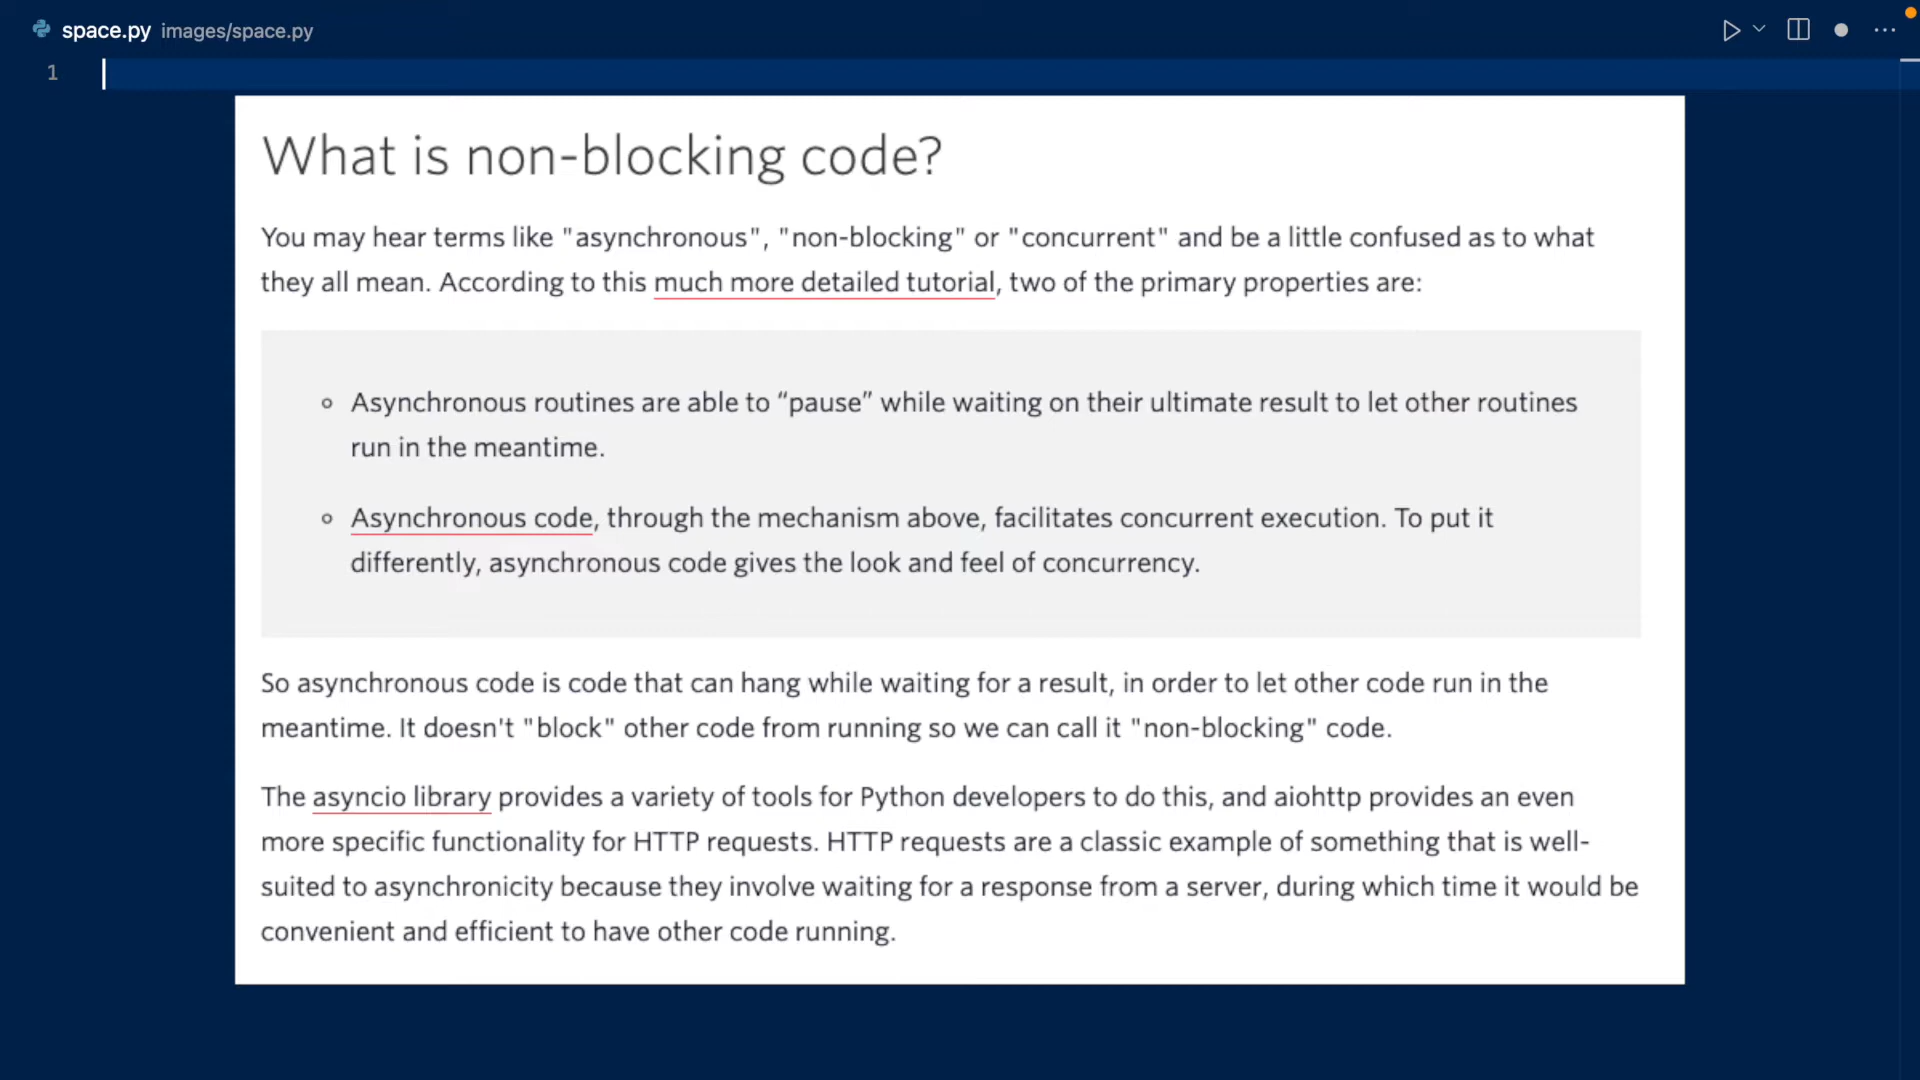 space.py images/space.py
1
What is non-blocking code?
You may hear terms like "asynchronous", "non-blocking" or "concurrent" and be a little confused as to what
they all mean. According to this much more detailed tutorial, two of the primary properties are:
Asynchronous routines are able to “pause” while waiting on their ultimate result to let other routines
run in the meantime.
Asynchronous code, through the mechanism above, facilitates concurrent execution. To put it
differently, asynchronous code gives the look and feel of concurrency.
So asynchronous code is code that can hang while waiting for a result, in order to let other code run in the
meantime. It doesn't "block" other code from running so we can call it "non-blocking" code.
The asyncio library provides a variety of tools for Python developers to do this, and aiohttp provides an even
more specific functionality for HTTP requests. HTTP requests are a classic example of something that is well-
suited to asynchronicity because they involve waiting for a response from a server, during which time it would be
convenient and efficient to have other code running.